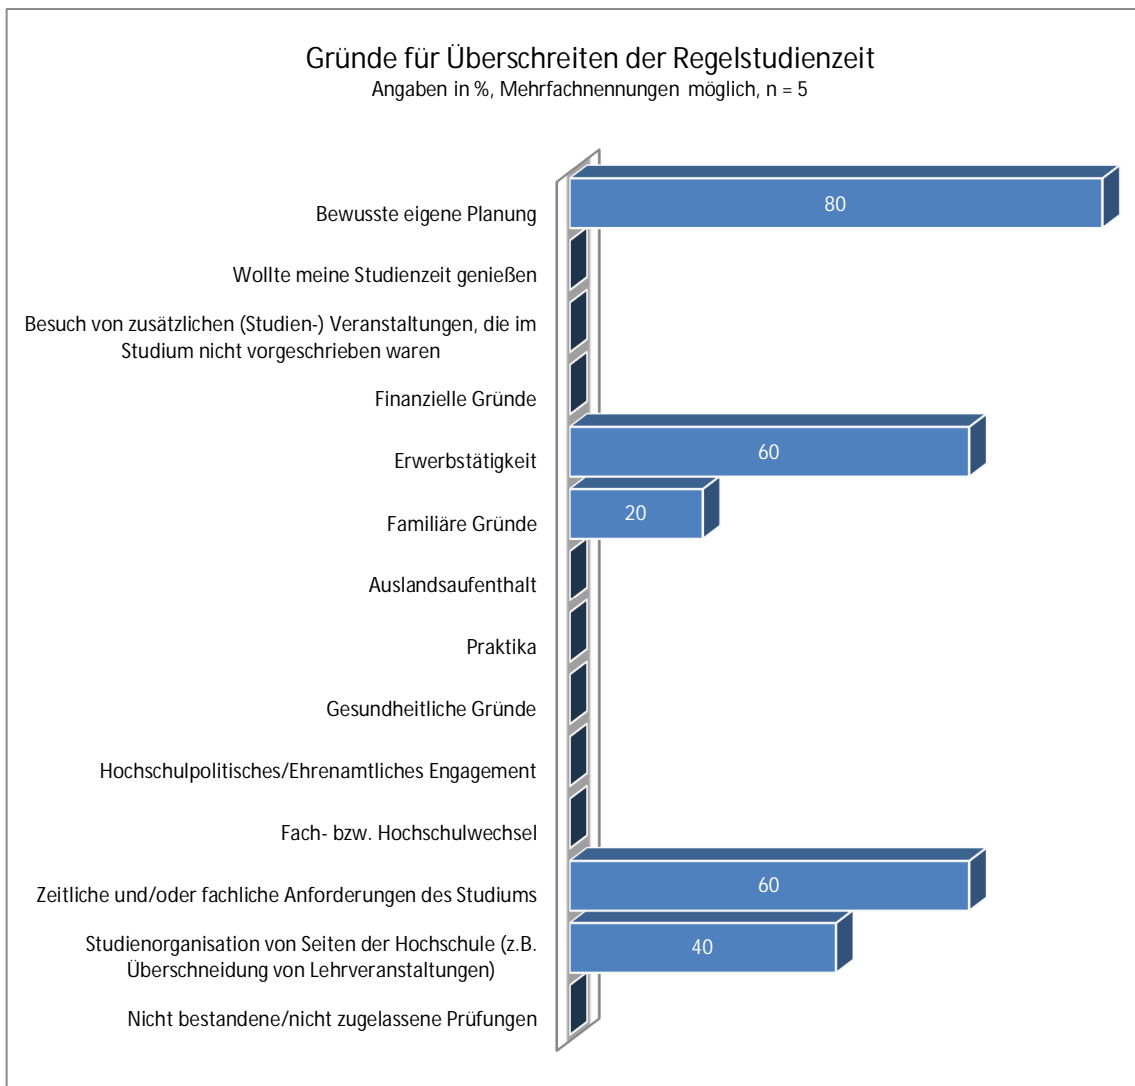 Gründe für Überschreiten der Regelstudienzeit
Angaben in %, Mehrfachnennungen möglich, n = 5
Bewusste eigene Planung
80
Wollte meine Studienzeit genießen
Besuch von zusätzlichen (Studien-) Veranstaltungen, die im
Studium nicht vorgeschrieben waren
Finanzielle Gründe
Erwerbstätigkeit
60
Familiäre Gründe
20
Auslandsaufenthalt
Praktika
Gesundheitliche Gründe
Hochschulpolitisches/Ehrenamtliches Engagement
Fach- bzw. Hochschulwechsel
Zeitliche und/oder fachliche Anforderungen des Studiums
60
Studienorganisation von Seiten der Hochschule (z.B.
Überschneidung von Lehrveranstaltungen)
40
Nicht bestandene/nicht zugelassene Prüfungen